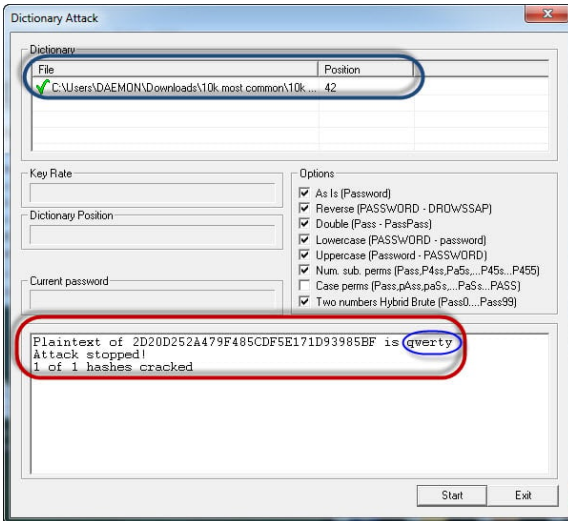 Dictionary Attack
Dictionary
File Position
C:\Users\DAEMON\Downloads\10k most common\10k ... 42
Key Rate
Dictionary Position
Current password
Options
As Is (Password)
Reverse (PASSWORD - DROWSSAP)
Double (Pass - PassPass)
Lowercase (PASSWORD - password)
Uppercase (Password - PASSWORD)
Num. sub. perms (Pass,P4ss,Pa5s,...P45s...P455)
Case perms (Pass,pAss,paSs,...PaSs...PASS)
Two numbers Hybrid Brute (Pass0....Pass99)
Plaintext of 2D20D252A479F485CDF5E171D93985BF is qwerty
Attack stopped!
1 of 1 hashes cracked
Start Exit